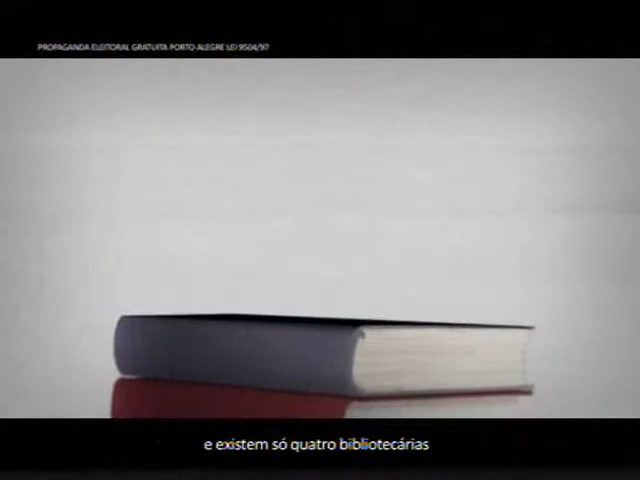 PROPAGANDA ELEITORAL GRATUITA PORTO ALEGRE LEI 9504/97
e existem só quatro bibliotecárias